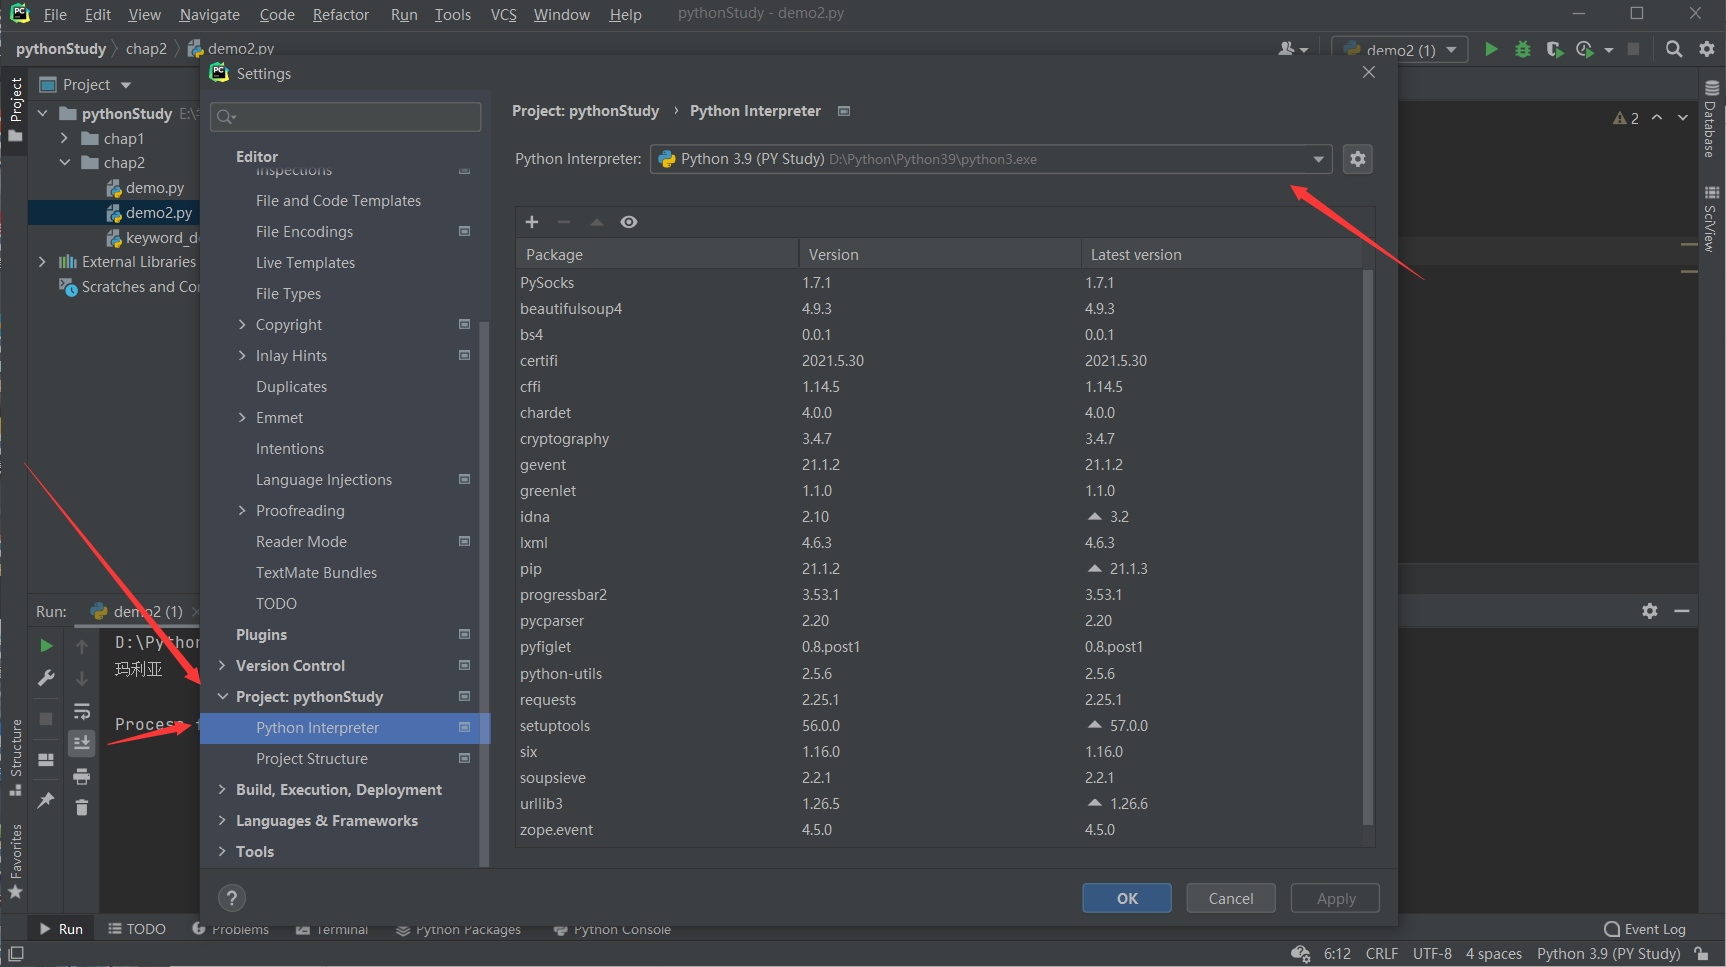 PC File Edit View Navigate Code Refactor Run Tools VCS Window Help pythonStudy - demo2.py
pythonStudy chap2 demo2.py demo2 (1)
Project
Project
pythonStudy
chap1
chap2
demo.py
demo2.py
External Libraries
Scratches and
PC Settings
Editor
Inspections
File and Code Templates
File Encodings
Live Templates
File Types
Copyright
Inlay Hints
Duplicates
Emmet
Intentions
Language Injections
Proofreading
Reader Mode
TextMate Bundles
TODO
Plugins
Version Control
Project: pythonStudy
Python Interpreter
Project Structure
Build, Execution, Deployment
Languages & Frameworks
Tools
Project: pythonStudy › Python Interpreter
Python Interpreter: Python 3.9 (PY Study) D:\Python\Python39\python3.exe
Package Version Latest version
PySocks 1.7.1 1.7.1
beautifulsoup4 4.9.3 4.9.3
bs4 0.0.1 0.0.1
certifi 2021.5.30 2021.5.30
cffi 1.14.5 1.14.5
chardet 4.0.0 4.0.0
cryptography 3.4.7 3.4.7
gevent 21.1.2 21.1.2
greenlet 1.1.0 1.1.0
idna 2.10 3.2
lxml 4.6.3 4.6.3
pip 21.1.2 21.1.3
progressbar2 3.53.1 3.53.1
pycparser 2.20 2.20
pyfiglet 0.8.post1 0.8.post1
python-utils 2.5.6 2.5.6
requests 2.25.1 2.25.1
setuptools 56.0.0 57.0.0
six 1.16.0 1.16.0
soupsieve 2.2.1 2.2.1
urllib3 1.26.5 1.26.6
zope.event 4.5.0 4.5.0
? OK Cancel Apply
2
Database
SciView
Run: demo2 (1)
D:\Python
玛利亚
Process
Structure
Favorites
Run TODO Problems Terminal Python Packages Python Console Event Log
6:12 CRLF UTF-8 4 spaces Python 3.9 (PY Study)